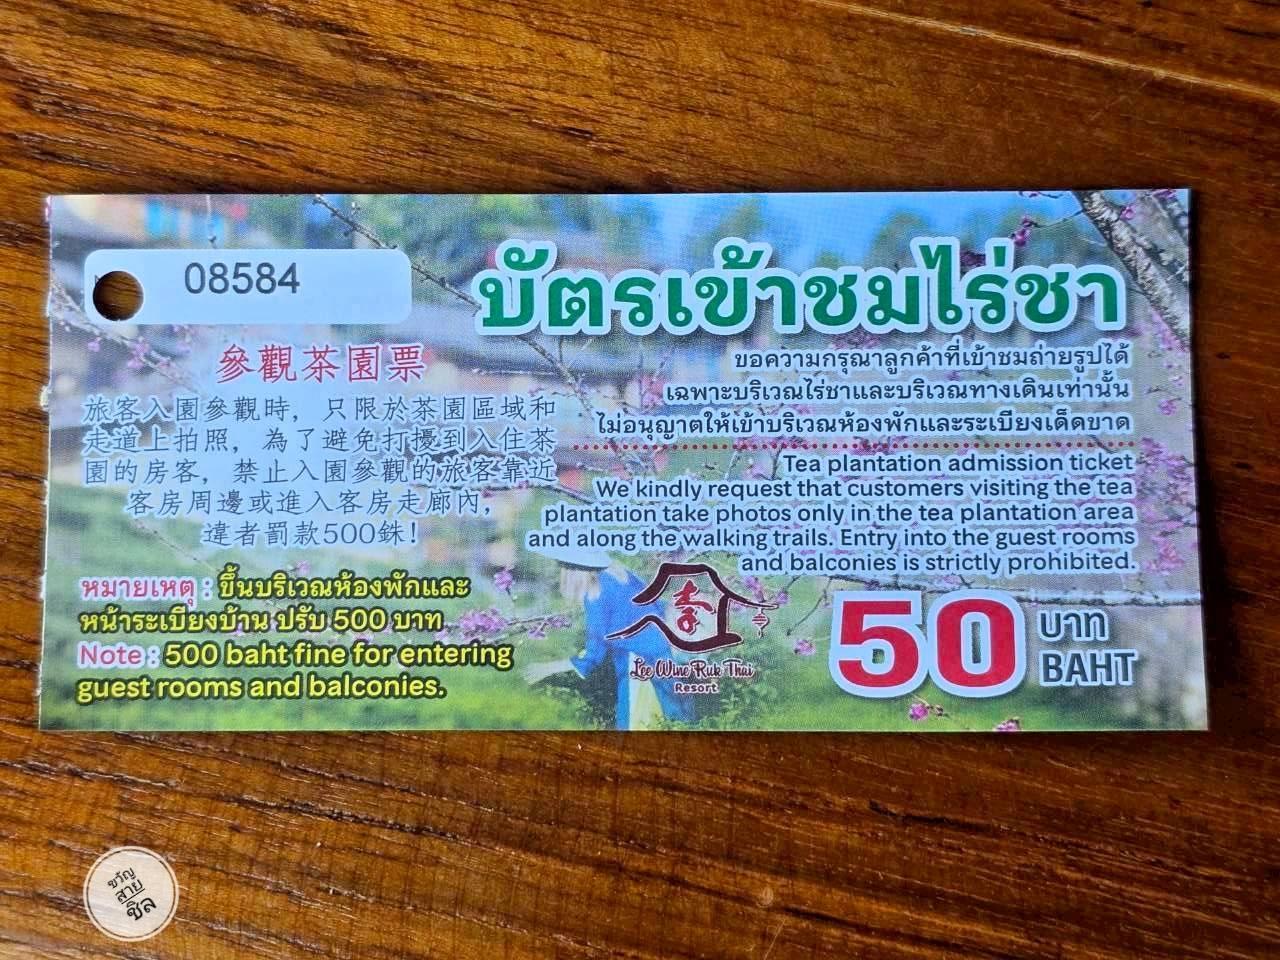 08584
參觀茶園票
旅客入園參觀時，只限於茶園區域和
走道上拍照，為了避免打擾到入住茶
園的房客，禁止入園參觀的旅客靠近
客房周邊或進入客房走廊內，
違者罰款500銖!
หมายเหตุ : ขึ้นบริเวณห้องพักและ
หน้าระเบียงบ้าน ปรับ 500 บาท
Note : 500 baht fine for entering
guest rooms and balconies.
บัตรเข้าชมไร่ชา
ขอความกรุณาลูกค้าที่เข้าชมถ่ายรูปได้
เฉพาะบริเวณไร่ชาและบริเวณทางเดินเท่านั้น
ไม่อนุญาตให้เข้าบริเวณห้องพักและระเบียงเด็ดขาด
Tea plantation admission ticket
We kindly request that customers visiting the tea
plantation take photos only in the tea plantation area
and along the walking trails. Entry into the guest rooms
and balconies is strictly prohibited.
李
Lee Wine Ruk Thai
Resort
50 บาท
BAHT
ขวัญ
สาย
ชิล